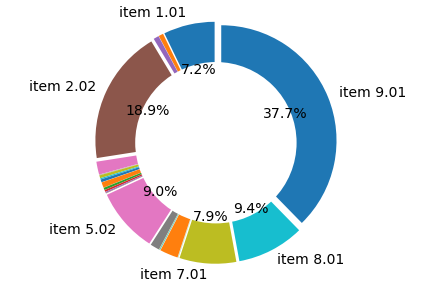 item 1.01
7.2%
item 2.02
18.9%
item 9.01
37.7%
9.0%
9.4%
7.9%
item 5.02
item 8.01
item 7.01